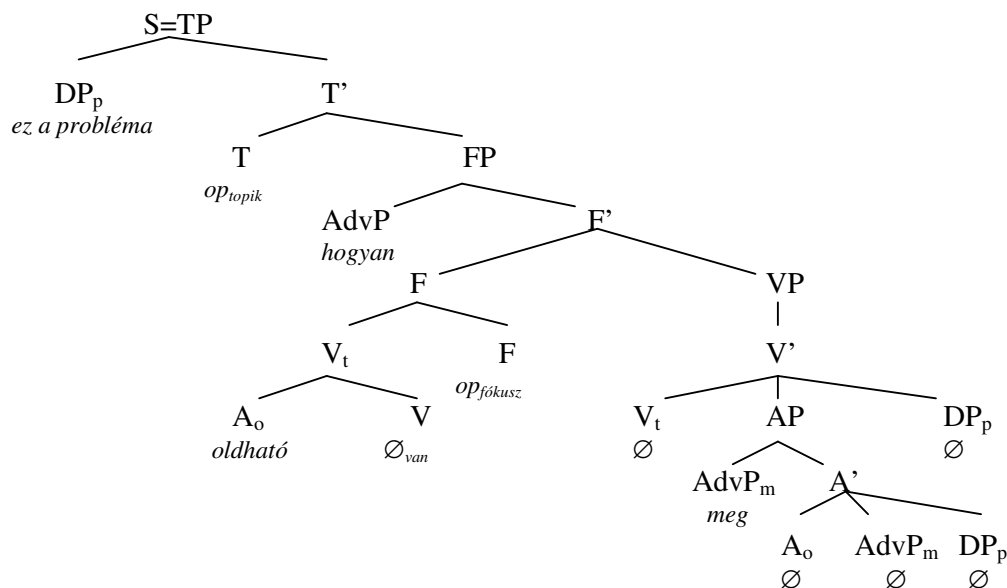 S=TP
DPp T’
ez a probléma
T FP
optopik
AdvP F’
hogyan
F VP
Vt F V’
opfókusz
Ao V Vt AP DPp
oldható ∅van ∅ ∅
AdvPm A’
meg
Ao AdvPm DPp
∅ ∅ ∅